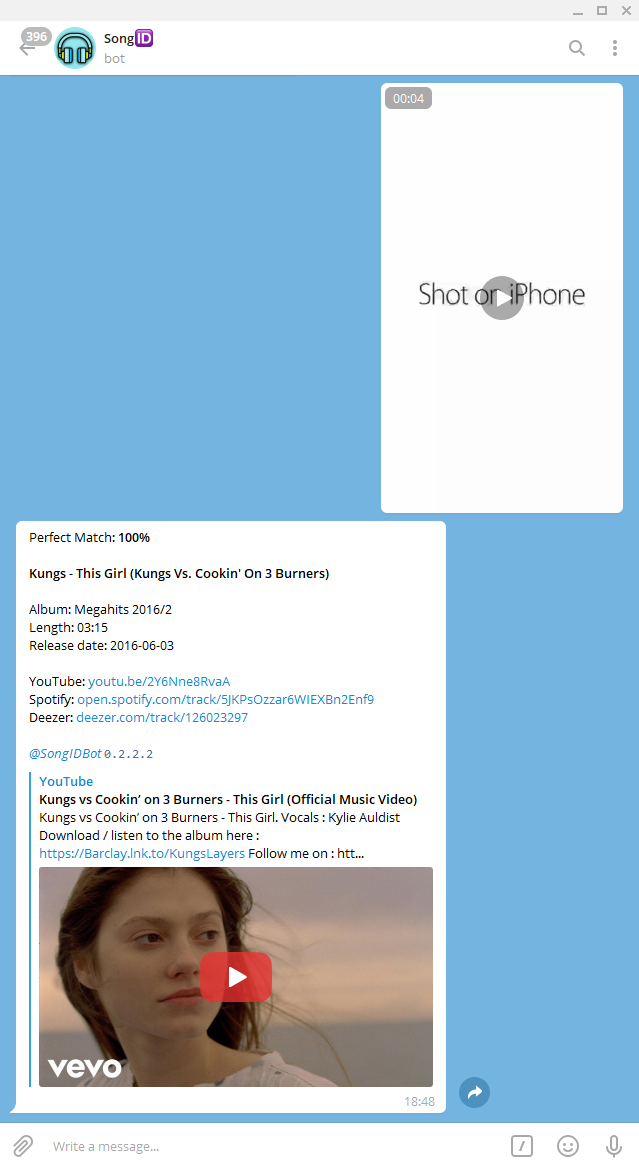 396
Song🆔
bot
00:04
Shot on iPhone
Perfect Match: 100%
Kungs - This Girl (Kungs Vs. Cookin' On 3 Burners)
Album: Megahits 2016/2
Length: 03:15
Release date: 2016-06-03
YouTube: youtu.be/2Y6Nne8RvaA
Spotify: open.spotify.com/track/5JKPsOzzar6WIEXBn2Enf9
Deezer: deezer.com/track/126023297
@SongIDBot 0.2.2.2
YouTube
Kungs vs Cookin’ on 3 Burners - This Girl (Official Music Video)
Kungs vs Cookin’ on 3 Burners - This Girl. Vocals : Kylie Auldist
Download / listen to the album here :
https://Barclay.lnk.to/KungsLayers Follow me on : htt...
vevo
18:48
Write a message...